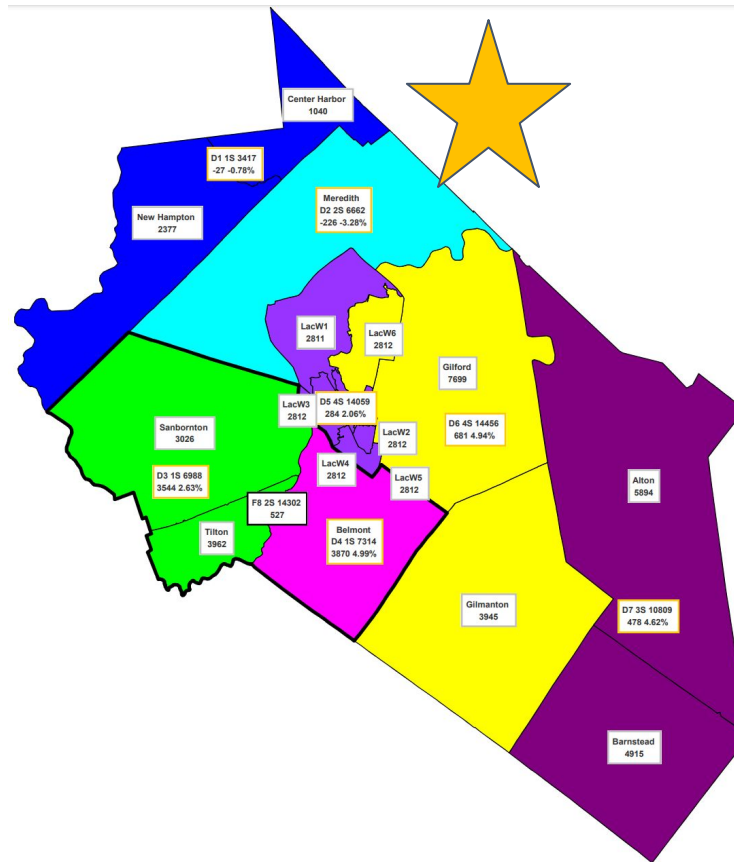 Center Harbor
1040
D1 1S 3417
-27 -0.78%
Meredith
D2 2S 6662
-226 -3.28%
New Hampton
2377
LacW1
2811
LacW6
2812
Gilford
7699
LacW3
2812
D5 4S 14059
284 2.06%
Sanbornton
3026
LacW2
2812
D6 4S 14456
681 4.94%
LacW4
2812
D3 1S 6988
3544 2.63%
LacW5
2812
Alton
5894
F8 2S 14302
527
Tilton
3962
Belmont
D4 1S 7314
3870 4.99%
Gilmanton
3945
D7 3S 10809
478 4.62%
Barnstead
4915